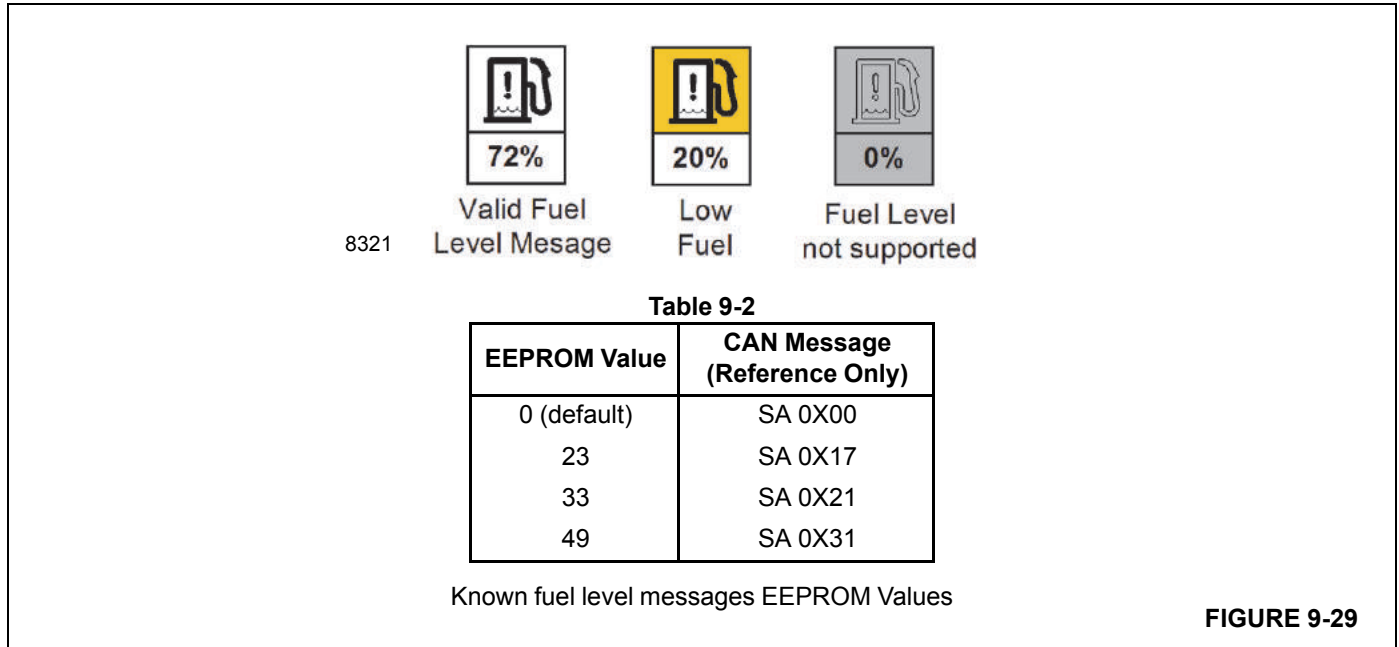 72%
20%
0%
Valid Fuel
Level Mesage
Low
Fuel
Fuel Level
not supported
8321
Table 9-2
EEPROM Value
CAN Message
(Reference Only)
0 (default) SA 0X00
23 SA 0X17
33 SA 0X21
49 SA 0X31
Known fuel level messages EEPROM Values
FIGURE 9-29